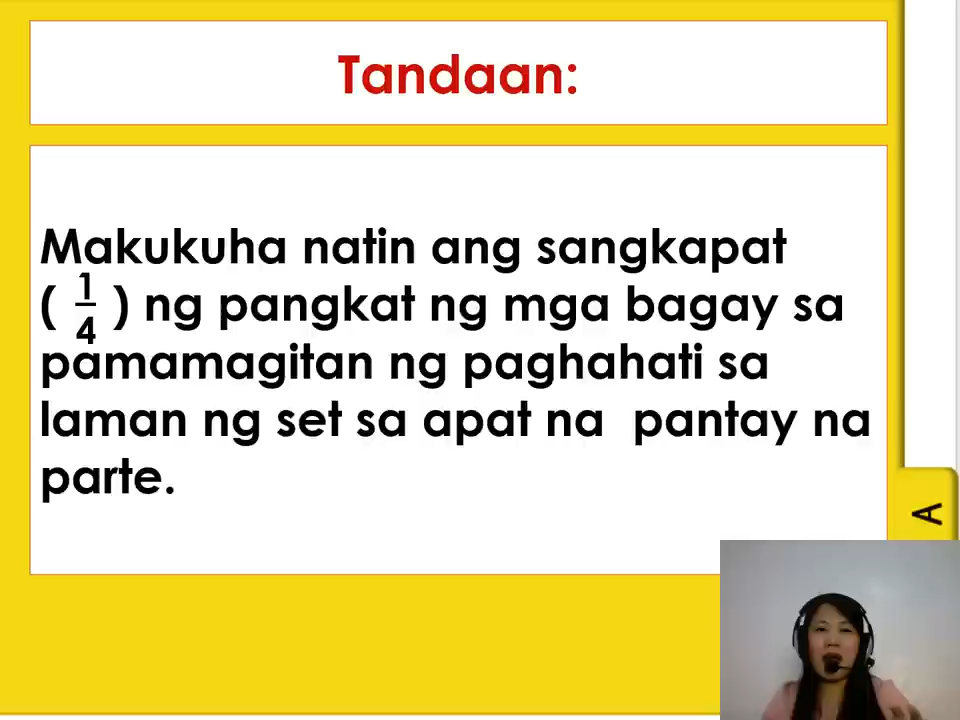 Tandaan:
Makukuha natin ang sangkapat
( 1/4 ) ng pangkat ng mga bagay sa
pamamagitan ng paghahati sa
laman ng set sa apat na pantay na
parte.
A